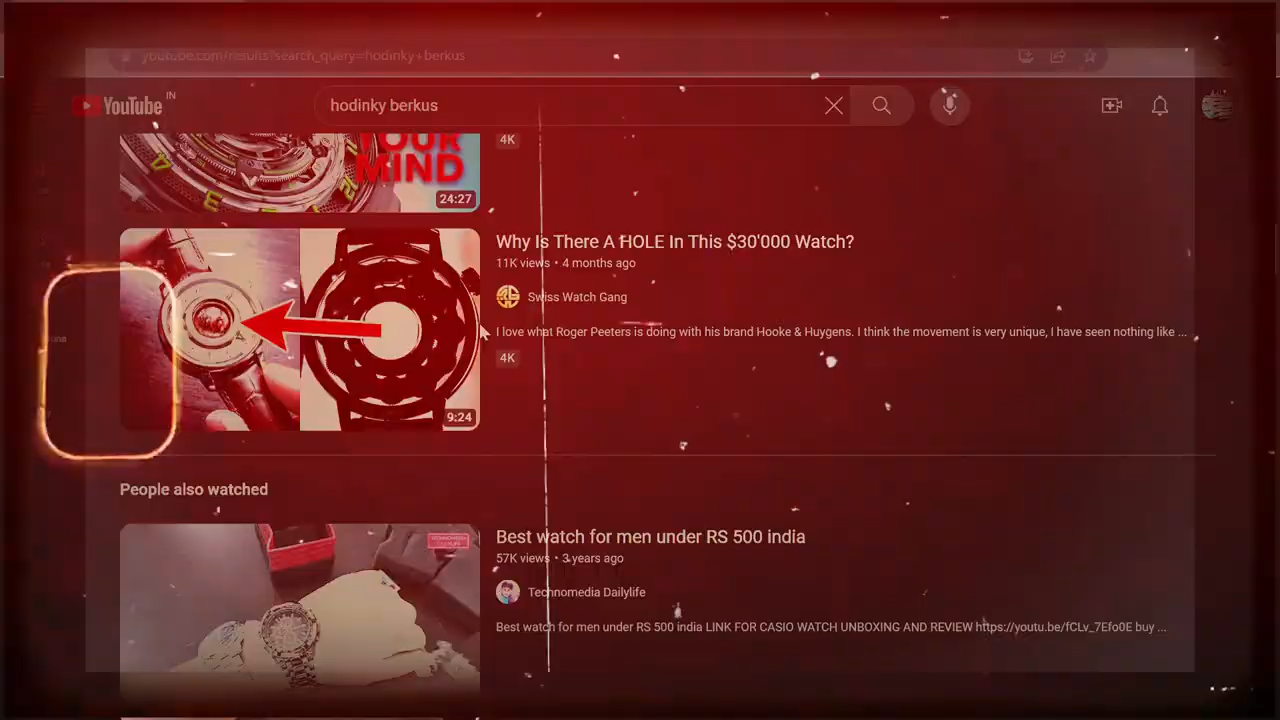 youtube.com/results?search_query=hodinky+berkus
YouTube IN
hodinky berkus
YOUR
MIND
24:27
4K
Why Is There A HOLE In This $30'000 Watch?
11K views • 4 months ago
Swiss Watch Gang
I love what Roger Peeters is doing with his brand Hooke & Huygens. I think the movement is very unique, I have seen nothing like ...
4K
9:24
People also watched
Best watch for men under RS 500 india
57K views • 3 years ago
Technomedia Dailylife
Best watch for men under RS 500 india LINK FOR CASIO WATCH UNBOXING AND REVIEW https://youtu.be/fCLv_7Efo0E buy ...